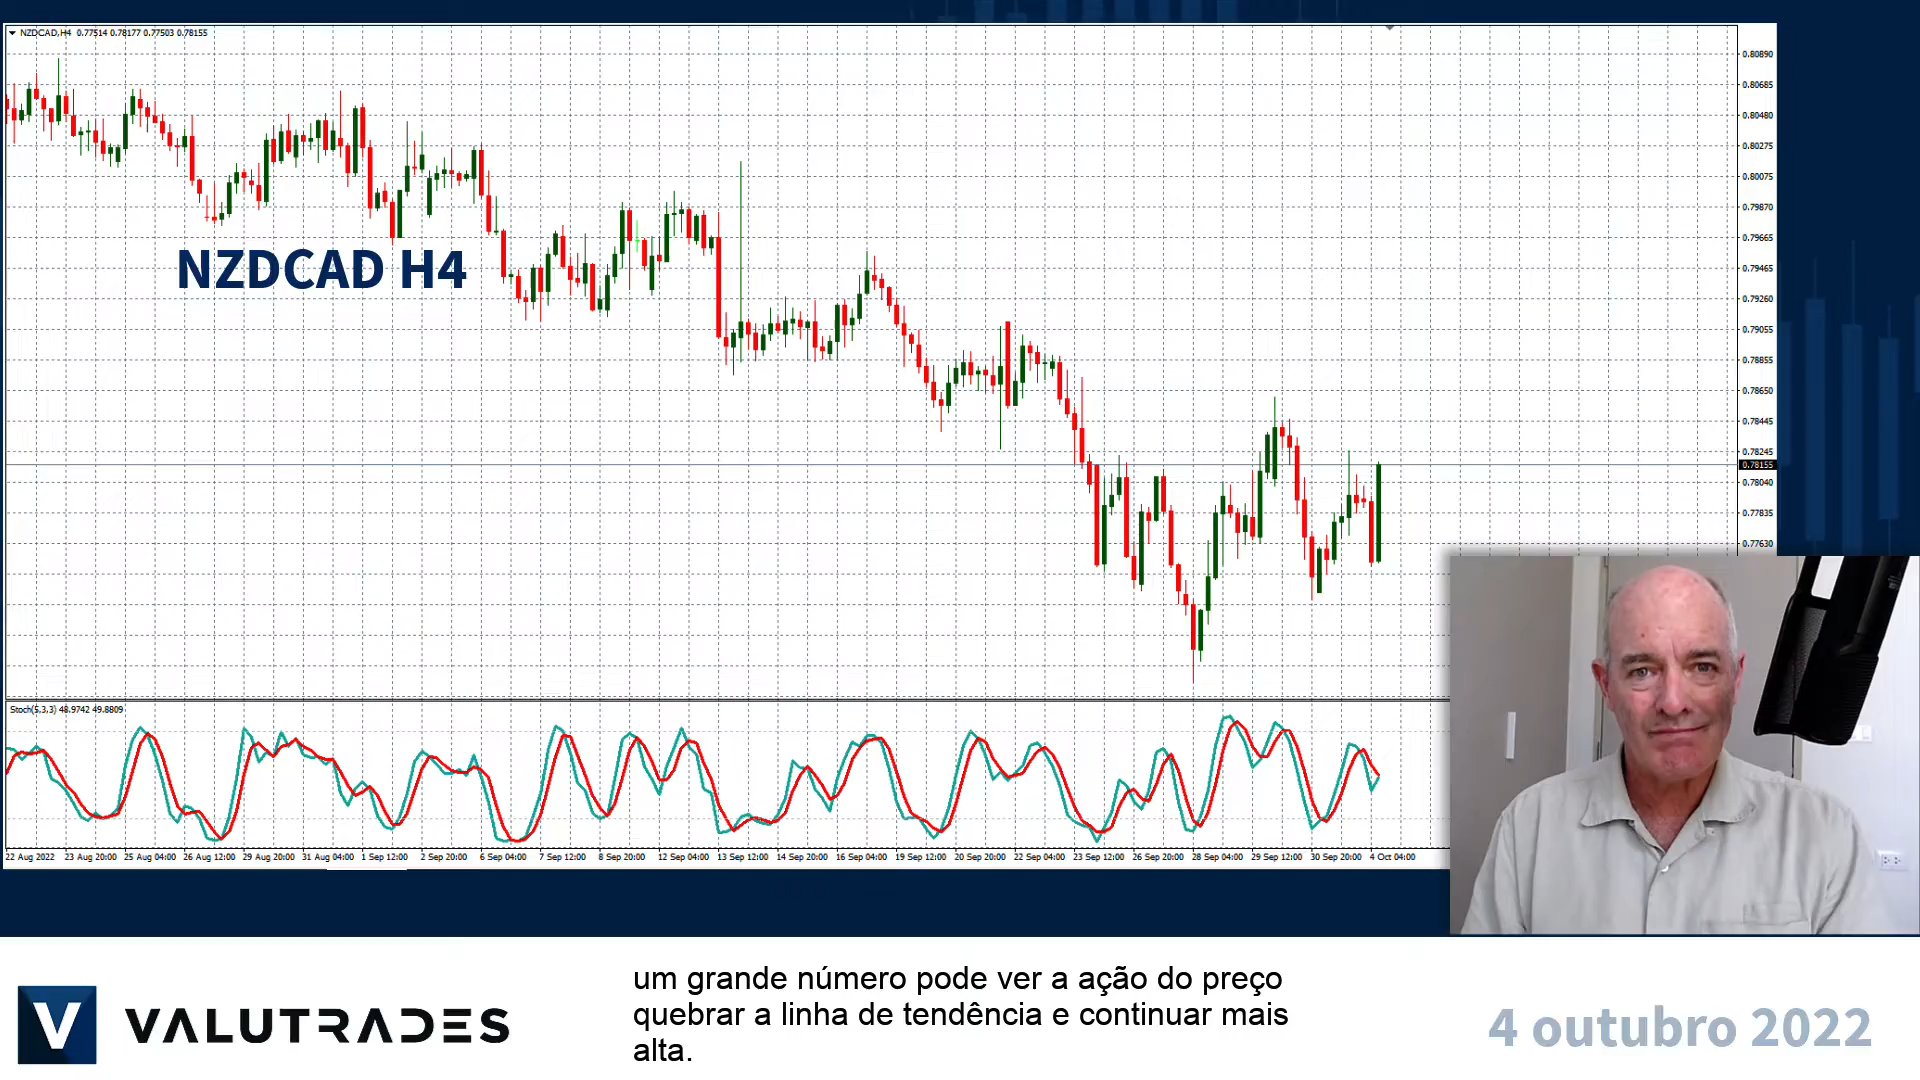 NZDCAD,H4 0.77514 0.78177 0.77503 0.78155
0.80890
0.80685
0.80480
0.80275
0.80075
0.79870
0.79665
0.79465
0.79260
0.79055
0.78855
0.78650
0.78445
0.78245
0.78155
0.78040
0.77835
0.77630
NZDCAD H4
Stoch(5,3,3) 48.9742 49.8809
22 Aug 2022 23 Aug 20:00 25 Aug 04:00 26 Aug 12:00 29 Aug 20:00 31 Aug 04:00 1 Sep 12:00 2 Sep 20:00 6 Sep 04:00 7 Sep 12:00 8 Sep 20:00 12 Sep 04:00 13 Sep 12:00 14 Sep 20:00 16 Sep 04:00 19 Sep 12:00 20 Sep 20:00 22 Sep 04:00 23 Sep 12:00 26 Sep 20:00 28 Sep 04:00 29 Sep 12:00 30 Sep 20:00 4 Oct 04:00
VALUTRADES
um grande número pode ver a ação do preço
quebrar a linha de tendência e continuar mais
alta.
4 outubro 2022